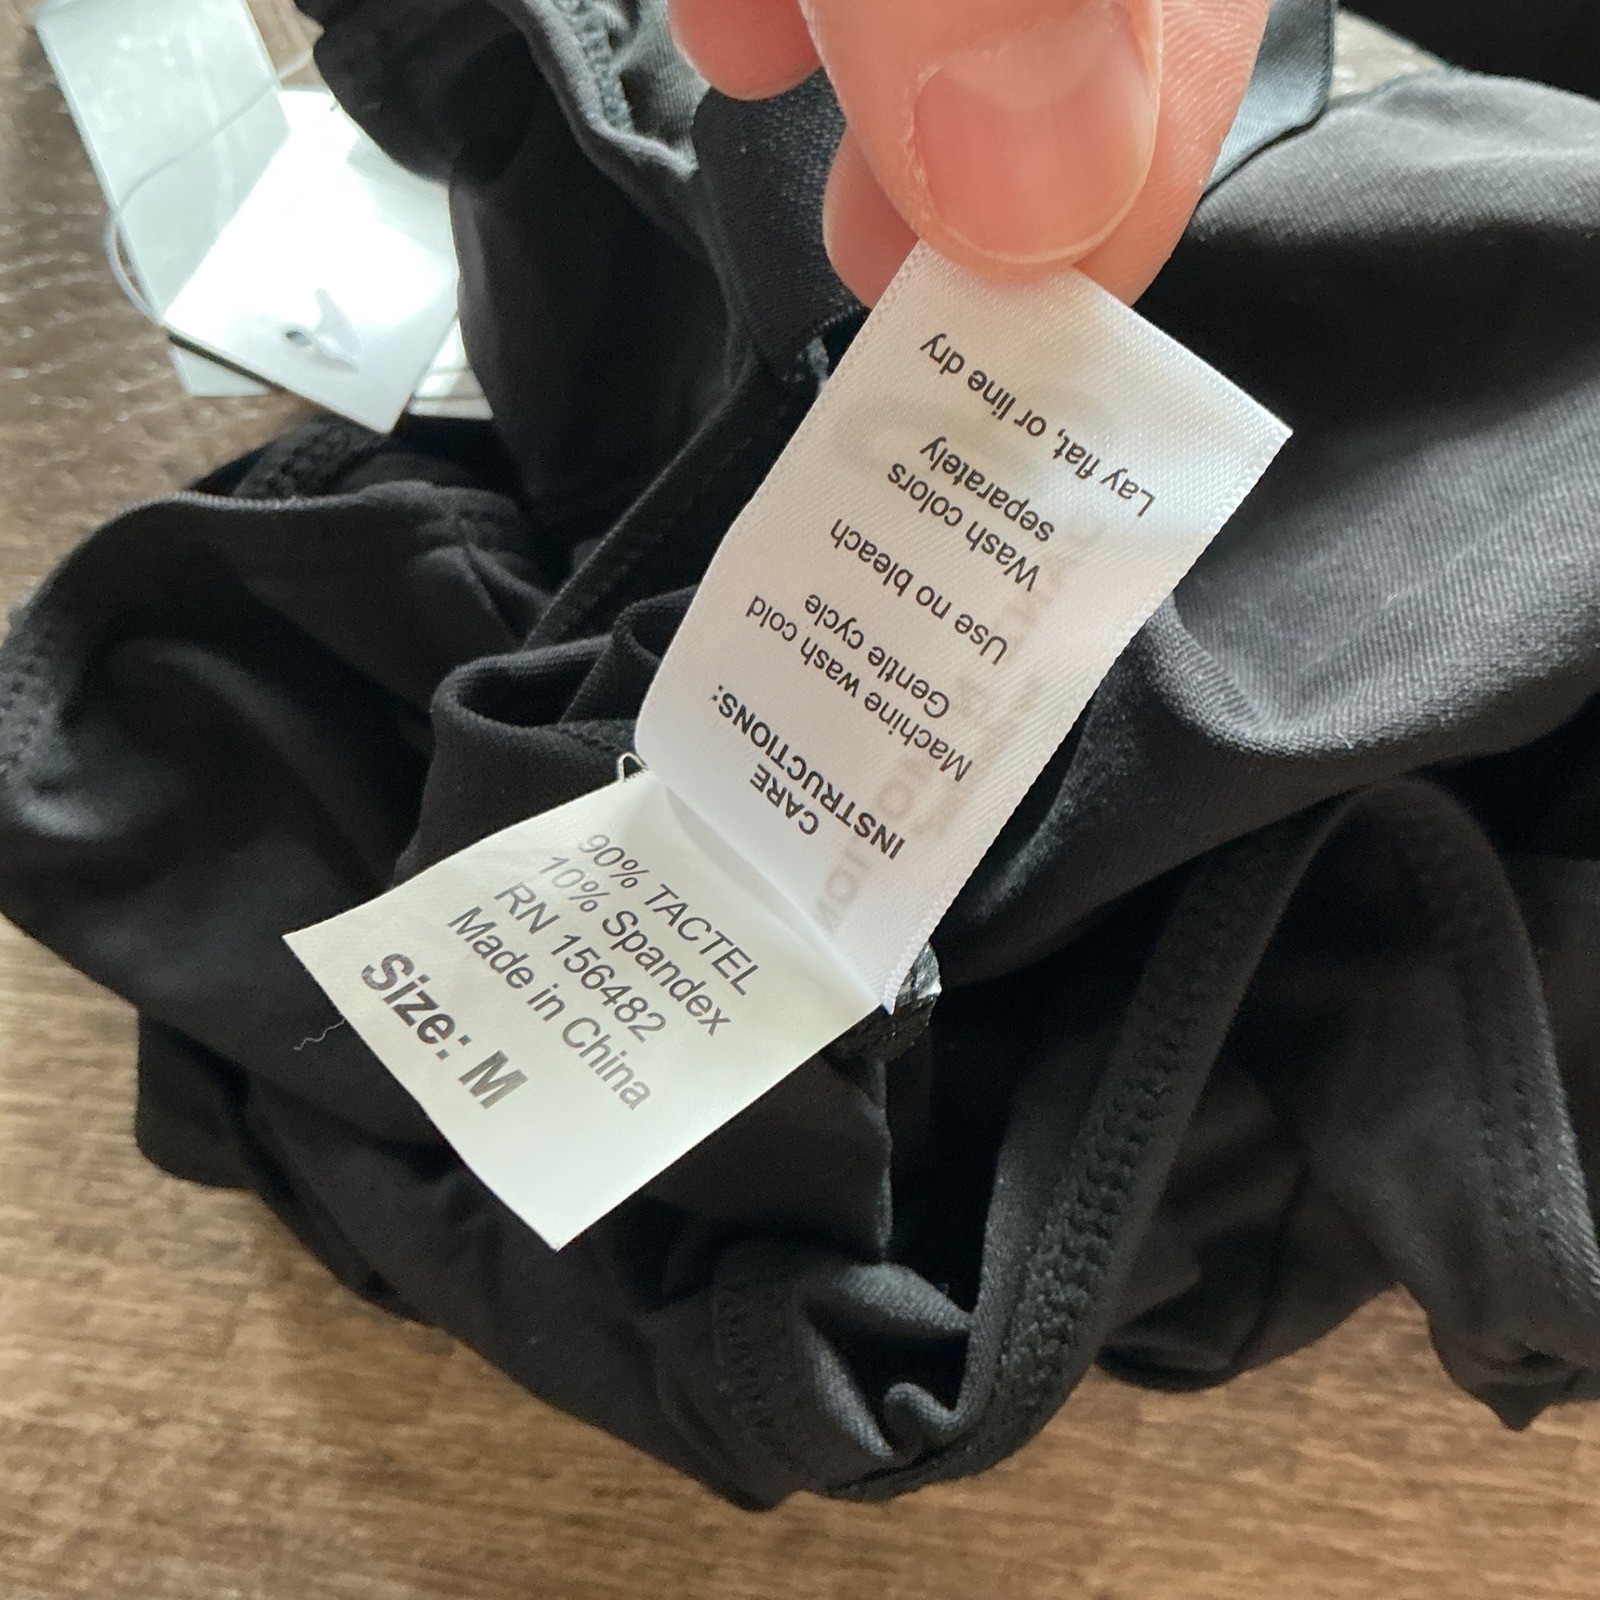 CARE
INSTRUCTIONS:
Machine wash cold
Gentle cycle
Use no bleach
Wash colors
separately
Lay flat, or line dry
90% TACTEL
10% Spandex
RN 156482
Made in China
Size: M